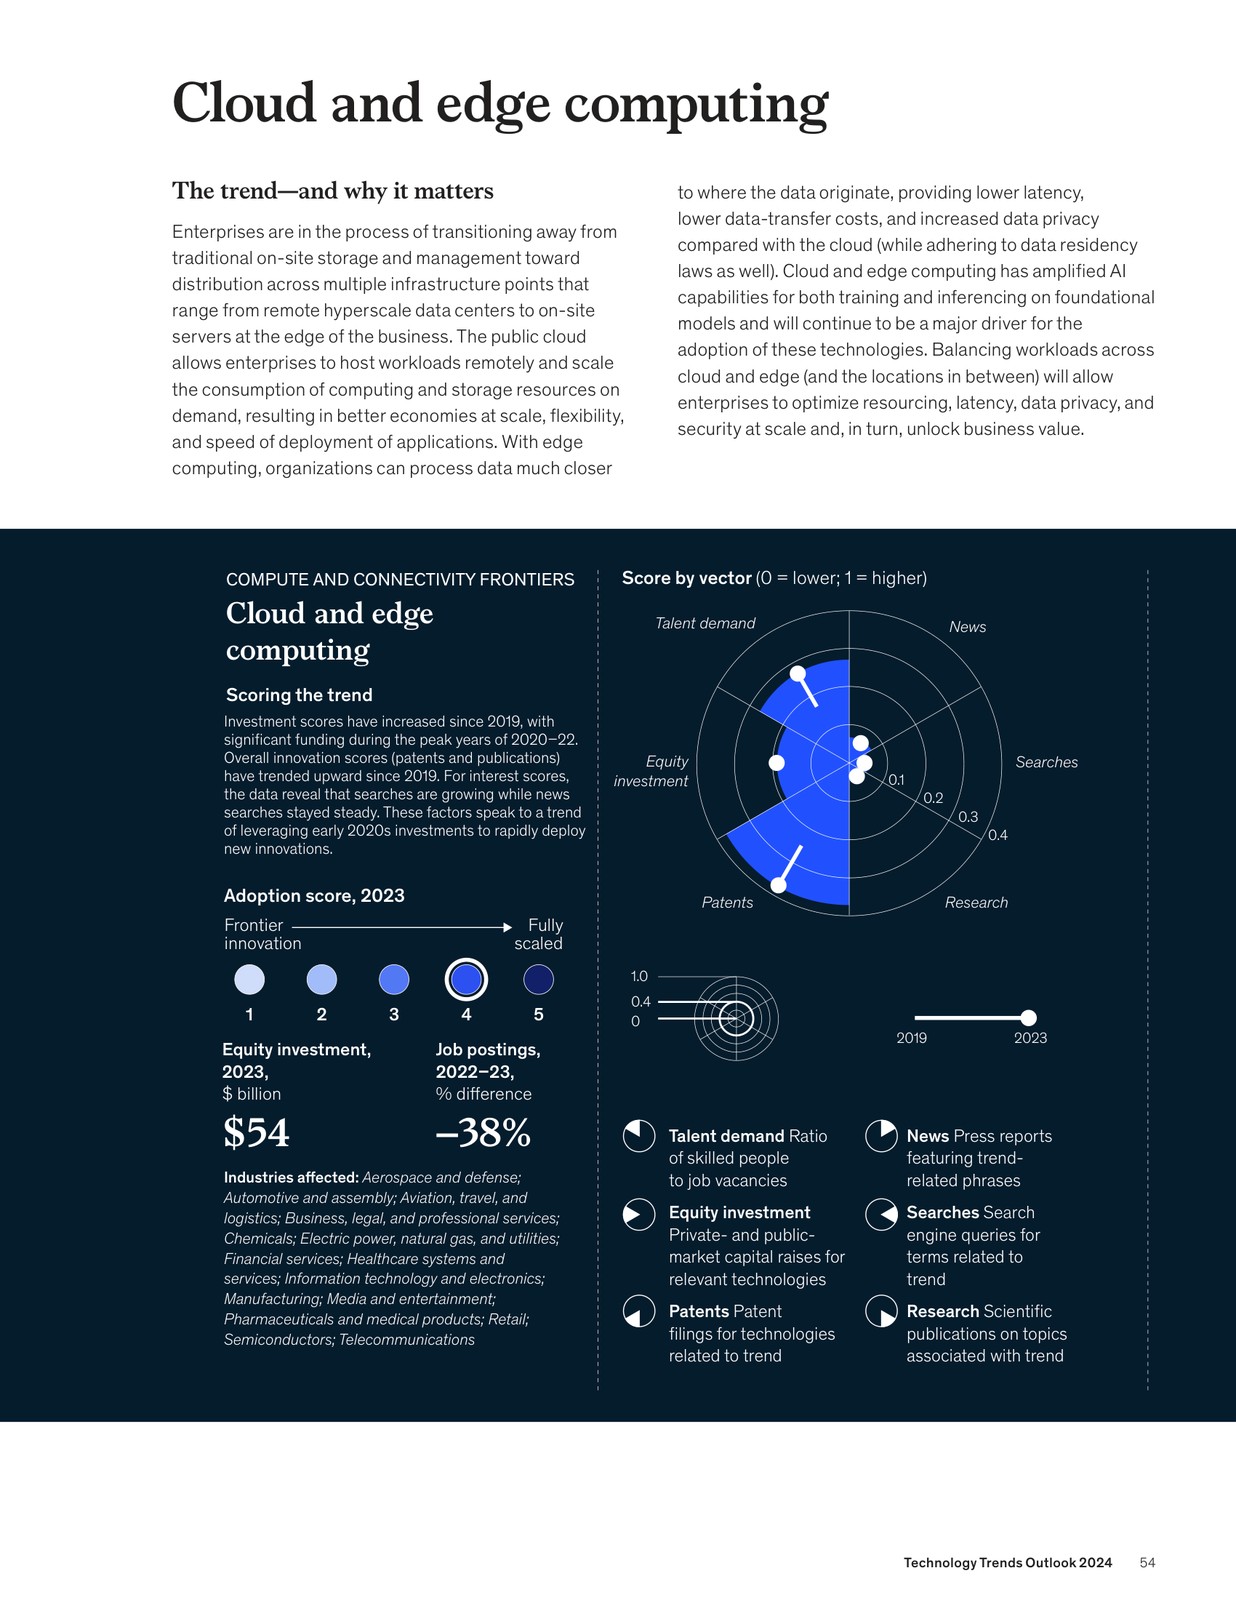 Cloud and edge computing
The trend—and why it matters
Enterprises are in the process of transitioning away from
traditional on-site storage and management toward
distribution across multiple infrastructure points that
range from remote hyperscale data centers to on-site
servers at the edge of the business. The public cloud
allows enterprises to host workloads remotely and scale
the consumption of computing and storage resources on
demand, resulting in better economies at scale, flexibility,
and speed of deployment of applications. With edge
computing, organizations can process data much closer
to where the data originate, providing lower latency,
lower data-transfer costs, and increased data privacy
compared with the cloud (while adhering to data residency
laws as well). Cloud and edge computing has amplified AI
capabilities for both training and inferencing on foundational
models and will continue to be a major driver for the
adoption of these technologies. Balancing workloads across
cloud and edge (and the locations in between) will allow
enterprises to optimize resourcing, latency, data privacy, and
security at scale and, in turn, unlock business value.
COMPUTE AND CONNECTIVITY FRONTIERS
Cloud and edge
computing
Scoring the trend
Investment scores have increased since 2019, with
significant funding during the peak years of 2020–22.
Overall innovation scores (patents and publications)
have trended upward since 2019. For interest scores,
the data reveal that searches are growing while news
searches stayed steady. These factors speak to a trend
of leveraging early 2020s investments to rapidly deploy
new innovations.
Adoption score, 2023
Frontier
innovation
Fully
scaled
1
2
3
4
5
Equity investment,
2023,
$ billion
$54
Job postings,
2022–23,
% difference
–38%
Industries affected: Aerospace and defense;
Automotive and assembly; Aviation, travel, and
logistics; Business, legal, and professional services;
Chemicals; Electric power, natural gas, and utilities;
Financial services; Healthcare systems and
services; Information technology and electronics;
Manufacturing; Media and entertainment;
Pharmaceuticals and medical products; Retail;
Semiconductors; Telecommunications
Score by vector (0 = lower; 1 = higher)
Talent demand
News
Equity
investment
Searches
0.1
0.2
0.3
0.4
Patents
Research
1.0
0.4
0
2019
2023
Talent demand Ratio
of skilled people
to job vacancies
Equity investment
Private- and public-
market capital raises for
relevant technologies
Patents Patent
filings for technologies
related to trend
News Press reports
featuring trend-
related phrases
Searches Search
engine queries for
terms related to
trend
Research Scientific
publications on topics
associated with trend
Technology Trends Outlook 2024
54